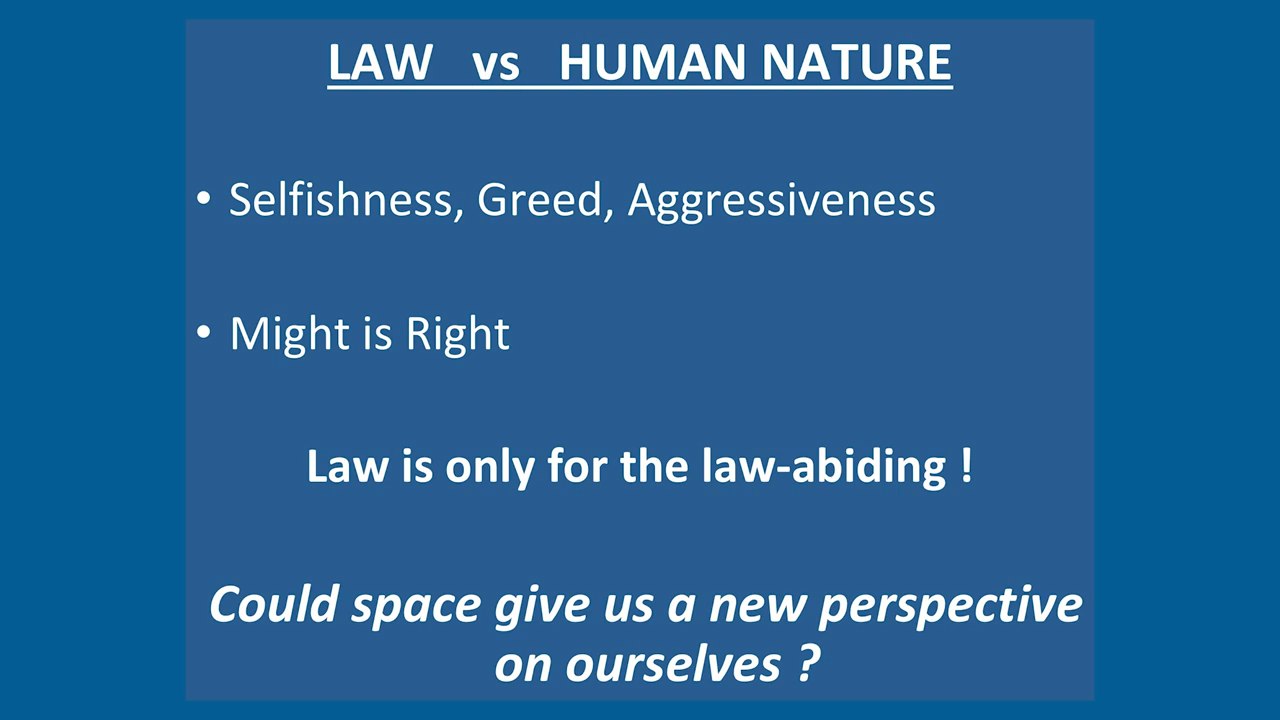 LAW vs HUMAN NATURE
• Selfishness, Greed, Aggressiveness
• Might is Right
Law is only for the law-abiding !
Could space give us a new perspective
on ourselves ?